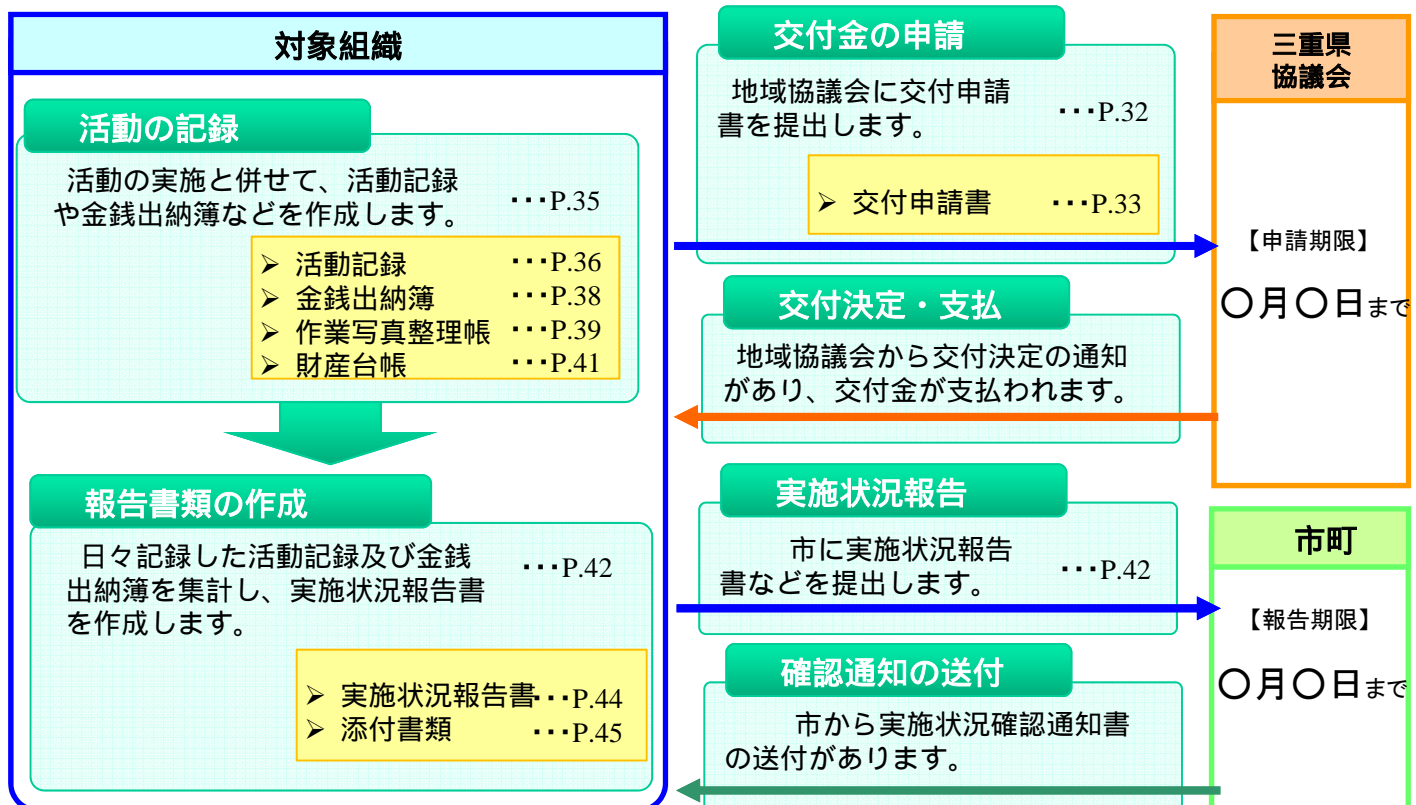 対象組織
活動の記録
活動の実施と併せて、活動記録
や金銭出納簿などを作成します。
･･･P.35
➢ 活動記録 ･･･P.36
➢ 金銭出納簿 ･･･P.38
➢ 作業写真整理帳 ･･･P.39
➢ 財産台帳 ･･･P.41
報告書類の作成
日々記録した活動記録及び金銭
出納簿を集計し、実施状況報告書
を作成します。
･･･P.42
➢ 実施状況報告書･･･P.44
➢ 添付書類 ･･･P.45
交付金の申請
地域協議会に交付申請
書を提出します。
･･･P.32
➢ 交付申請書 ･･･P.33
交付決定・支払
地域協議会から交付決定の通知
があり、交付金が支払われます。
実施状況報告
市に実施状況報告
書などを提出します。
･･･P.42
確認通知の送付
市から実施状況確認通知書
の送付があります。
三重県
協議会
【申請期限】
〇月〇日まで
市町
【報告期限】
〇月〇日まで